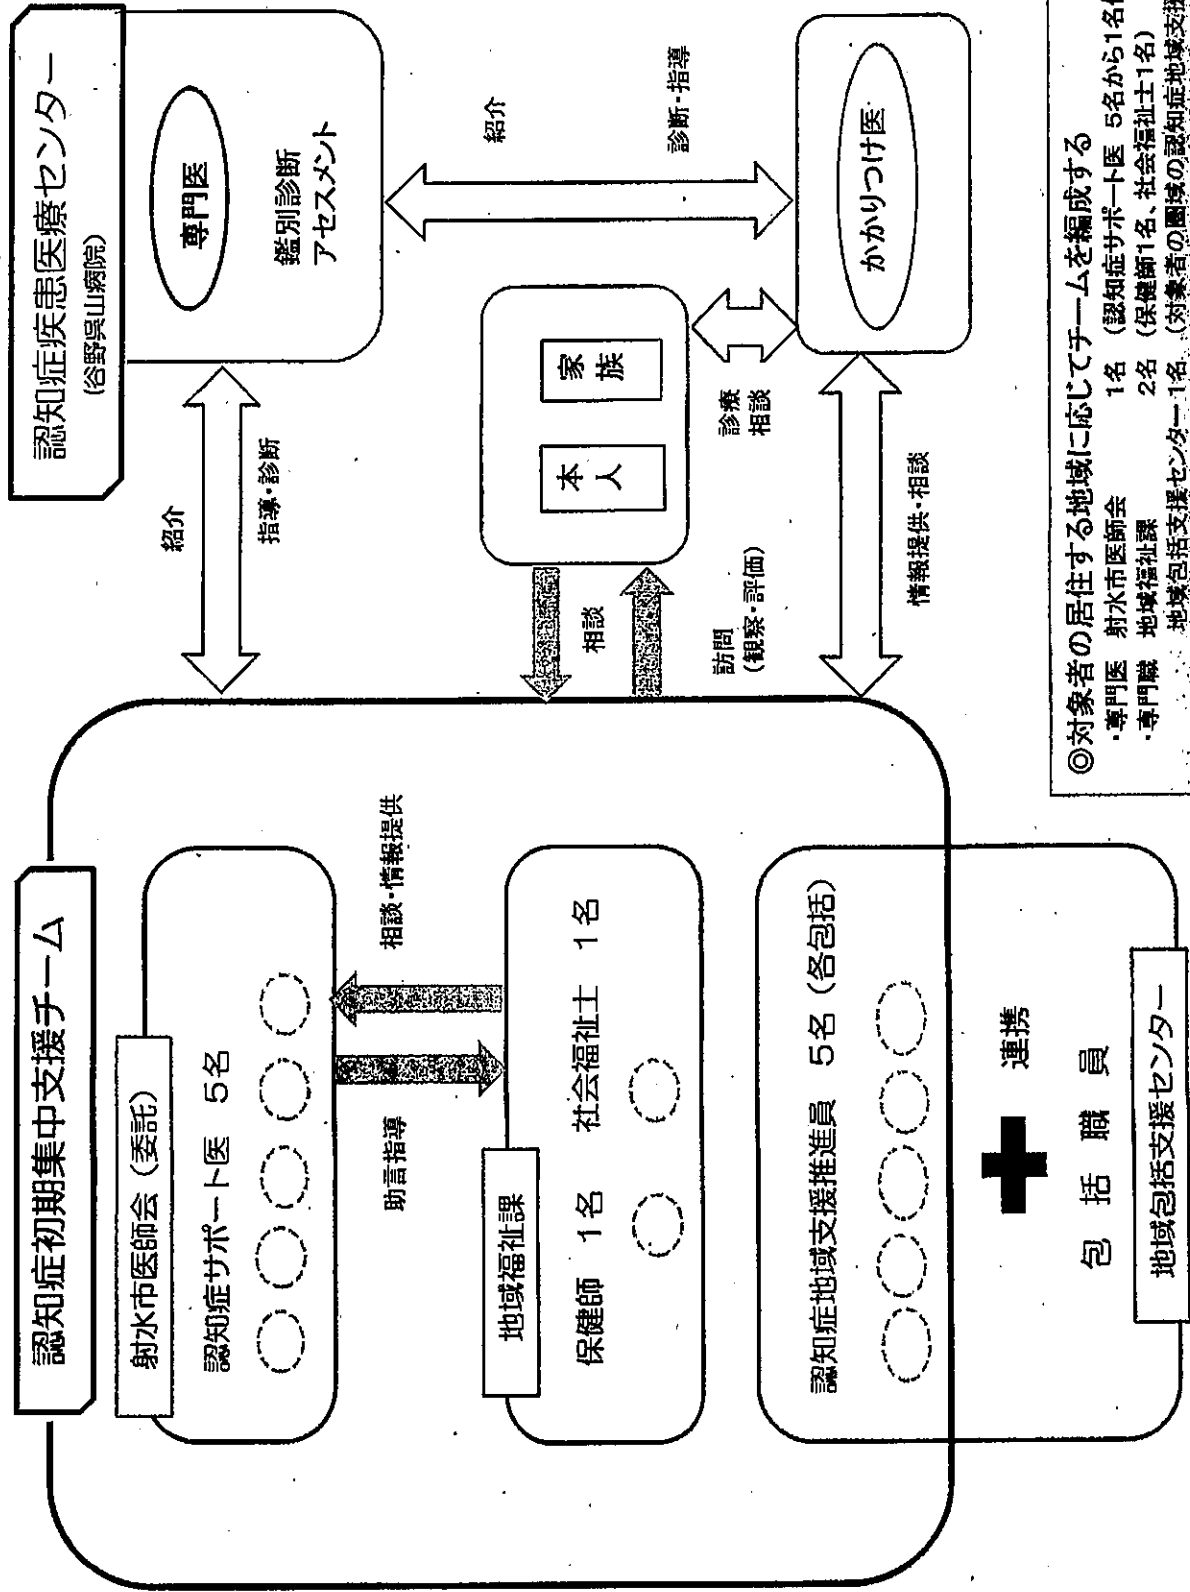 認知症初期集中支援チーム
射水市医師会（委託）
認知症サポート医　5名
助言指導
相談・情報提供
地域福祉課
保健師　1名　社会福祉士　1名
認知症地域支援推進員　5名（各包括）
連携
包括職員
地域包括支援センター
認知症疾患医療センター
（谷野呉山病院）
専門医
鑑別診断
アセスメント
紹介
指導・診断
相談
訪問
（観察・評価）
本人
家族
診療
相談
紹介
診断・指導
かかりつけ医
情報提供・相談
◎対象者の居住する地域に応じてチームを編成する
・専門医　射水市医師会　1名　（認知症サポート医　5名から1名
・専門職　地域福祉課　2名　（保健師1名、社会福祉士1名）
地域包括支援センター　1名　（対象者の圏域の認知症地域支援